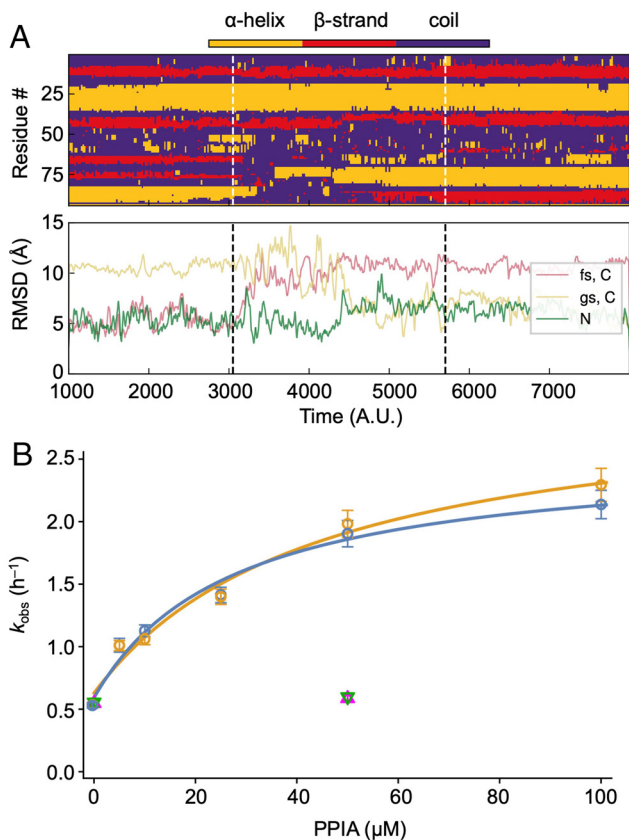 A
α-helix β-strand coil
Residue #
25
50
75
RMSD (Å)
15
10
5
0
fs, C
gs, C
N
1000 2000 3000 4000 5000 6000 7000
Time (A.U.)
B
kobs (h⁻¹)
2.5
2.0
1.5
1.0
0.5
0.0
0 20 40 60 80 100
PPIA (µM)